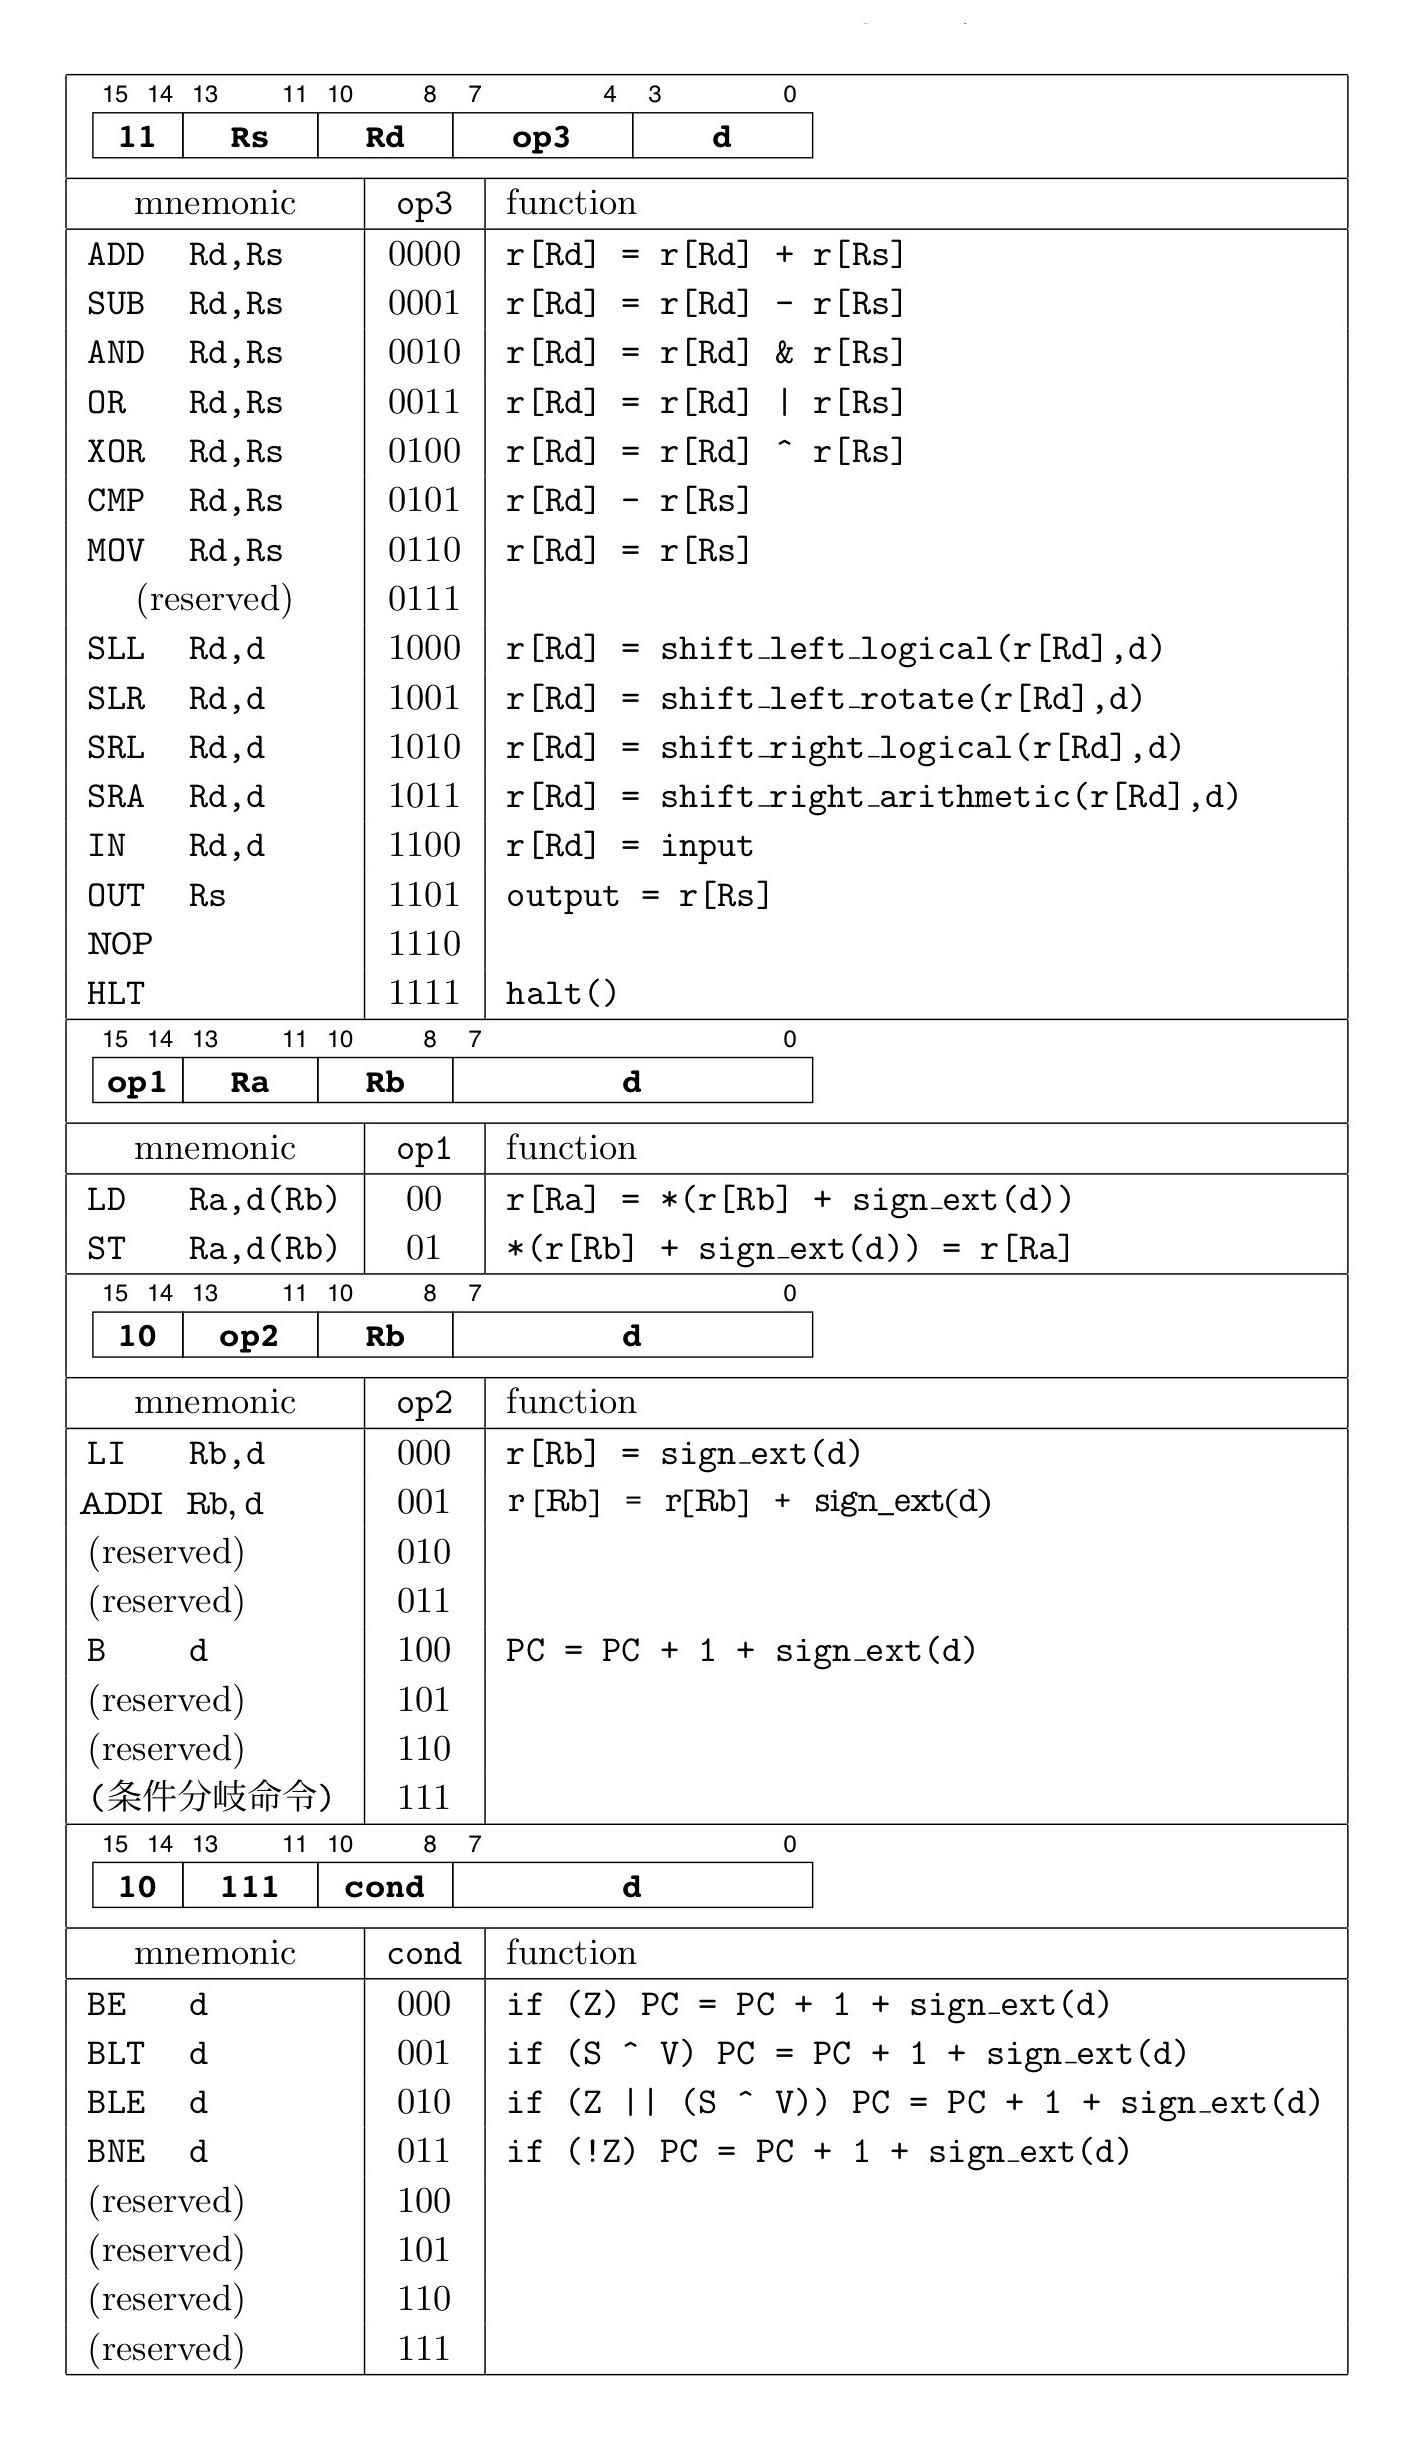 15 14 13 11 10 8 7 4 3 0
11 Rs Rd op3 d
mnemonic op3 function
ADD Rd,Rs 0000 r[Rd] = r[Rd] + r[Rs]
SUB Rd,Rs 0001 r[Rd] = r[Rd] - r[Rs]
AND Rd,Rs 0010 r[Rd] = r[Rd] & r[Rs]
OR Rd,Rs 0011 r[Rd] = r[Rd] | r[Rs]
XOR Rd,Rs 0100 r[Rd] = r[Rd] ^ r[Rs]
CMP Rd,Rs 0101 r[Rd] - r[Rs]
MOV Rd,Rs 0110 r[Rd] = r[Rs]
(reserved) 0111
SLL Rd,d 1000 r[Rd] = shift_left_logical(r[Rd],d)
SLR Rd,d 1001 r[Rd] = shift_left_rotate(r[Rd],d)
SRL Rd,d 1010 r[Rd] = shift_right_logical(r[Rd],d)
SRA Rd,d 1011 r[Rd] = shift_right_arithmetic(r[Rd],d)
IN Rd,d 1100 r[Rd] = input
OUT Rs 1101 output = r[Rs]
NOP 1110
HLT 1111 halt()
15 14 13 11 10 8 7 0
op1 Ra Rb d
mnemonic op1 function
LD Ra,d(Rb) 00 r[Ra] = *(r[Rb] + sign_ext(d))
ST Ra,d(Rb) 01 *(r[Rb] + sign_ext(d)) = r[Ra]
15 14 13 11 10 8 7 0
10 op2 Rb d
mnemonic op2 function
LI Rb,d 000 r[Rb] = sign_ext(d)
ADDI Rb,d 001 r[Rb] = r[Rb] + sign_ext(d)
(reserved) 010
(reserved) 011
B d 100 PC = PC + 1 + sign_ext(d)
(reserved) 101
(reserved) 110
(条件分岐命令) 111
15 14 13 11 10 8 7 0
10 111 cond d
mnemonic cond function
BE d 000 if (Z) PC = PC + 1 + sign_ext(d)
BLT d 001 if (S ^ V) PC = PC + 1 + sign_ext(d)
BLE d 010 if (Z || (S ^ V)) PC = PC + 1 + sign_ext(d)
BNE d 011 if (!Z) PC = PC + 1 + sign_ext(d)
(reserved) 100
(reserved) 101
(reserved) 110
(reserved) 111